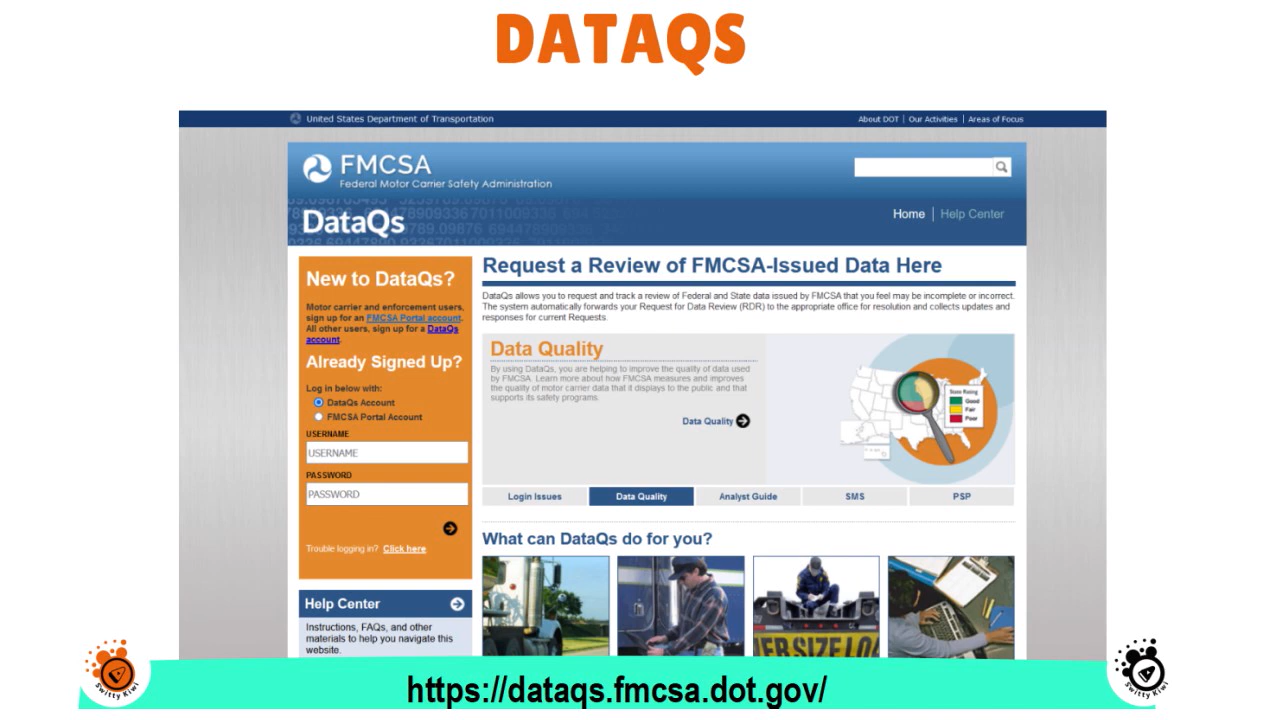 DATAQS
United States Department of Transportation
About DOT | Our Activities | Areas of Focus
FMCSA
Federal Motor Carrier Safety Administration
DataQs
Home | Help Center
New to DataQs?
Motor carrier and enforcement users,
sign up for an FMCSA Portal account.
All other users, sign up for a DataQs
account.
Already Signed Up?
Log in below with:
DataQs Account
FMCSA Portal Account
USERNAME
USERNAME
PASSWORD
PASSWORD
Trouble logging in? Click here
Help Center
Instructions, FAQs, and other
materials to help you navigate this
website.
Request a Review of FMCSA-Issued Data Here
DataQs allows you to request and track a review of Federal and State data issued by FMCSA that you feel may be incomplete or incorrect.
The system automatically forwards your Request for Data Review (RDR) to the appropriate office for resolution and collects updates and
responses for current Requests.
Data Quality
By using DataQs, you are helping to improve the quality of data used
by FMCSA. Learn more about how FMCSA measures and improves
the quality of motor carrier data that it displays to the public and that
supports its safety programs.
Data Quality
State Rating
Good
Fair
Poor
Login Issues
Data Quality
Analyst Guide
SMS
PSP
What can DataQs do for you?
https://dataqs.fmcsa.dot.gov/
Switty Kiwi
Switty Kiwi